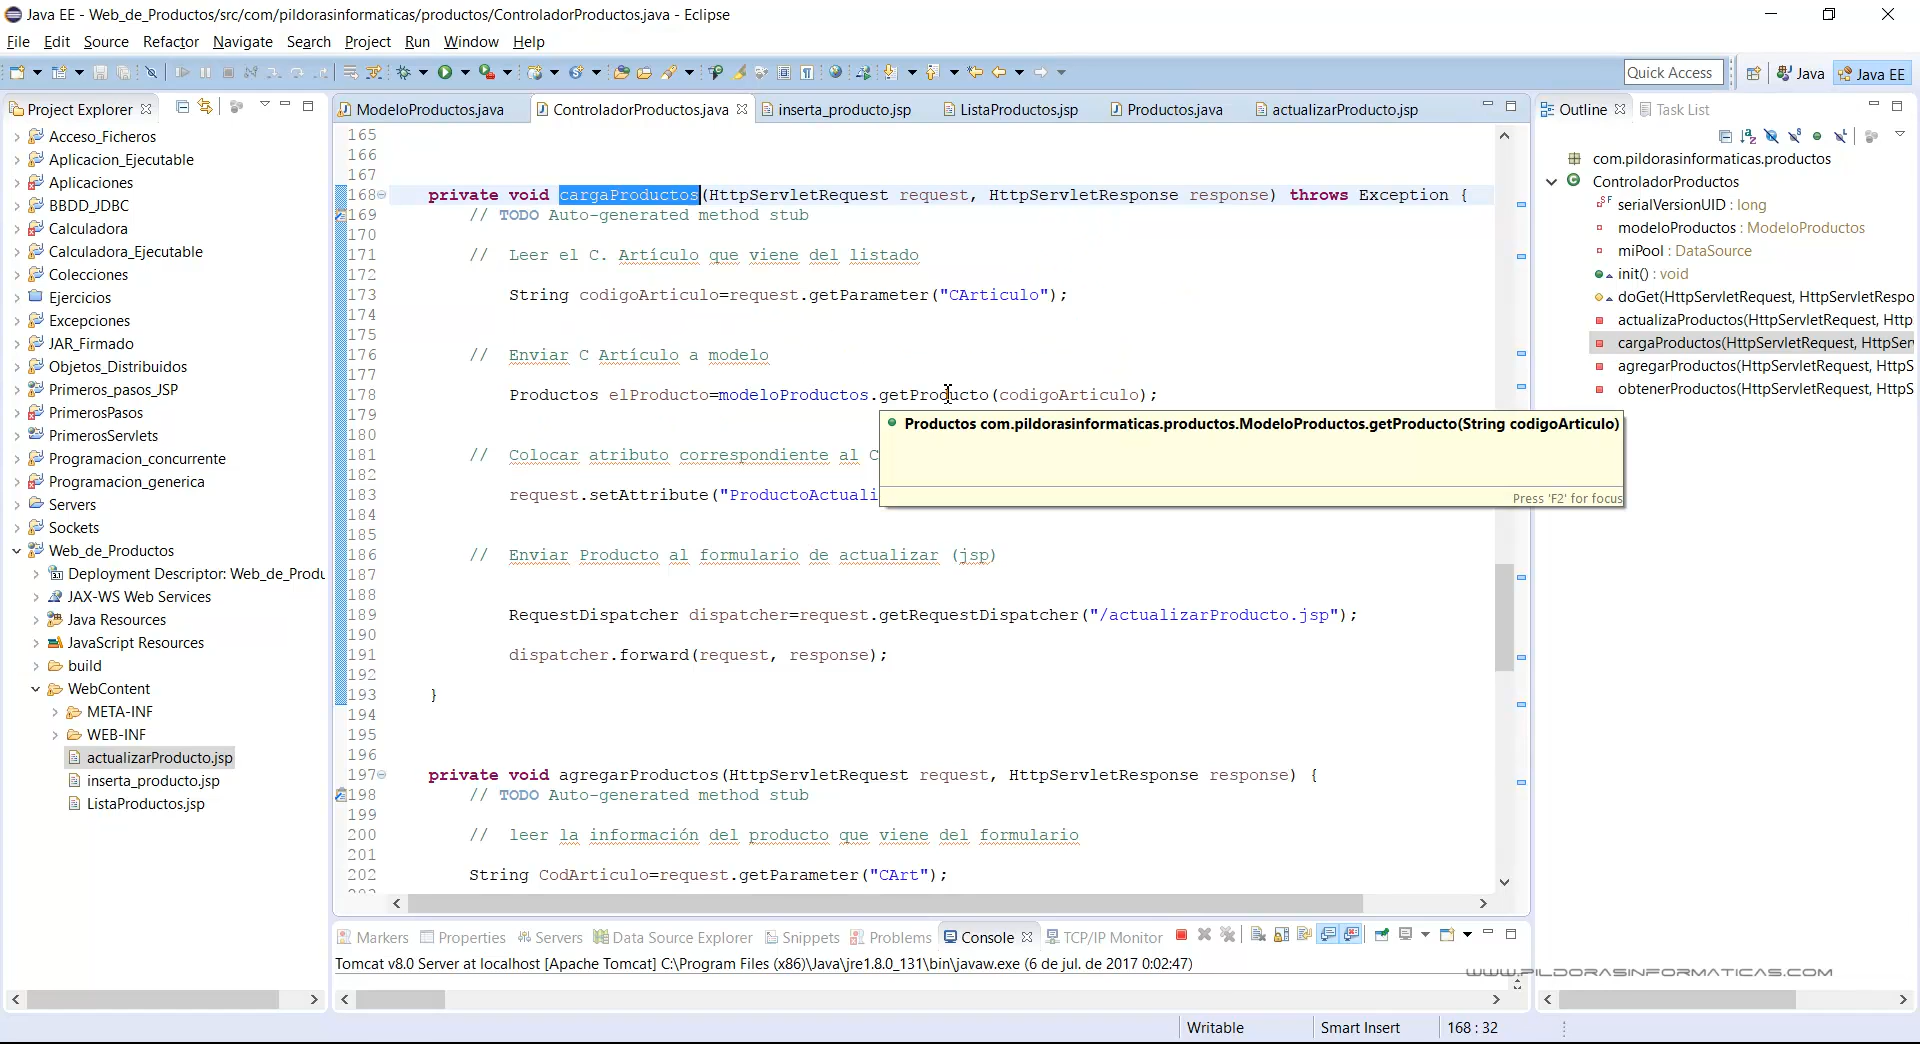 Java EE - Web_de_Productos/src/com/pildorasinformaticas/productos/ControladorProductos.java - Eclipse
File Edit Source Refactor Navigate Search Project Run Window Help
Quick Access Java Java EE
Project Explorer
Acceso_Ficheros
Aplicacion_Ejecutable
Aplicaciones
BBDD_JDBC
Calculadora
Calculadora_Ejecutable
Colecciones
Ejercicios
Excepciones
JAR_Firmado
Objetos_Distribuidos
Primeros_pasos_JSP
PrimerosPasos
PrimerosServlets
Programacion_concurrente
Programacion_generica
Servers
Sockets
Web_de_Productos
Deployment Descriptor: Web_de_Produ
JAX-WS Web Services
Java Resources
JavaScript Resources
build
WebContent
META-INF
WEB-INF
actualizarProducto.jsp
inserta_producto.jsp
ListaProductos.jsp
ModeloProductos.java ControladorProductos.java inserta_producto.jsp ListaProductos.jsp Productos.java actualizarProducto.jsp
165
166
167
168 private void cargaProductos(HttpServletRequest request, HttpServletResponse response) throws Exception {
169 // TODO Auto-generated method stub
170
171 // Leer el C. Artículo que viene del listado
172
173 String codigoArticulo=request.getParameter("CArticulo");
174
175
176 // Enviar C Artículo a modelo
177
178 Productos elProducto=modeloProductos.getProducto(codigoArticulo);
179
180
181 // Colocar atributo correspondiente al C
182
183 request.setAttribute("ProductoActuali
184
185
186 // Enviar Producto al formulario de actualizar (jsp)
187
188
189 RequestDispatcher dispatcher=request.getRequestDispatcher("/actualizarProducto.jsp");
190
191 dispatcher.forward(request, response);
192
193 }
194
195
196
197 private void agregarProductos(HttpServletRequest request, HttpServletResponse response) {
198 // TODO Auto-generated method stub
199
200 // leer la información del producto que viene del formulario
201
202 String CodArticulo=request.getParameter("CArt");
Productos com.pildorasinformaticas.productos.ModeloProductos.getProducto(String codigoArticulo)
Press 'F2' for focus
Outline Task List
com.pildorasinformaticas.productos
ControladorProductos
serialVersionUID : long
modeloProductos : ModeloProductos
miPool : DataSource
init() : void
doGet(HttpServletRequest, HttpServletRespo
actualizaProductos(HttpServletRequest, Http
cargaProductos(HttpServletRequest, HttpSer
agregarProductos(HttpServletRequest, HttpS
obtenerProductos(HttpServletRequest, HttpS
Markers Properties Servers Data Source Explorer Snippets Problems Console TCP/IP Monitor
Tomcat v8.0 Server at localhost [Apache Tomcat] C:\Program Files (x86)\Java\jre1.8.0_131\bin\javaw.exe (6 de jul. de 2017 0:02:47)
WWW.PILDORASINFORMATICAS.COM
Writable Smart Insert 168 : 32